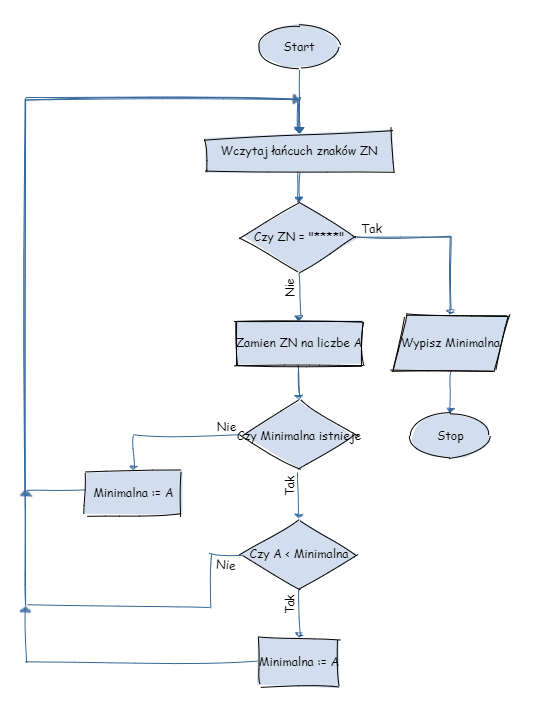 Start
Wczytaj łańcuch znaków ZN
Czy ZN = "****"
Tak
Nie
Zamien ZN na liczbe A
Wypisz Minimalna
Stop
Nie
Czy Minimalna istnieje
Tak
Minimalna := A
Czy A < Minimalna
Nie
Tak
Minimalna := A